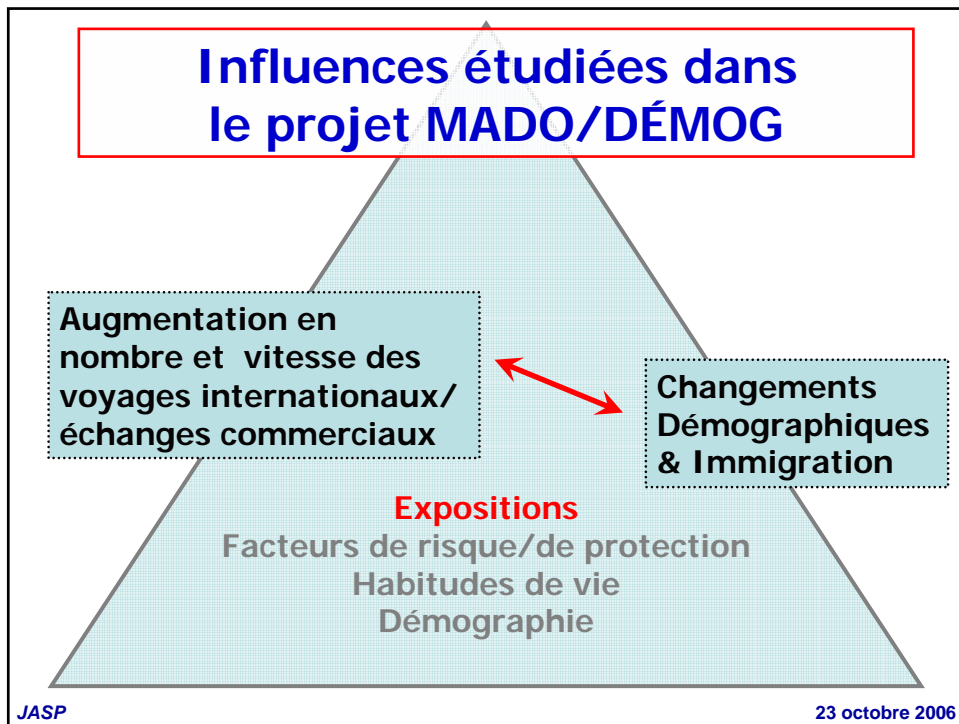 Influences étudiées dans
le projet MADO/DÉMOG
Augmentation en
nombre et vitesse des
voyages internationaux/
échanges commerciaux
Changements
Démographiques
& Immigration
Expositions
Facteurs de risque/de protection
Habitudes de vie
Démographie
JASP
23 octobre 2006